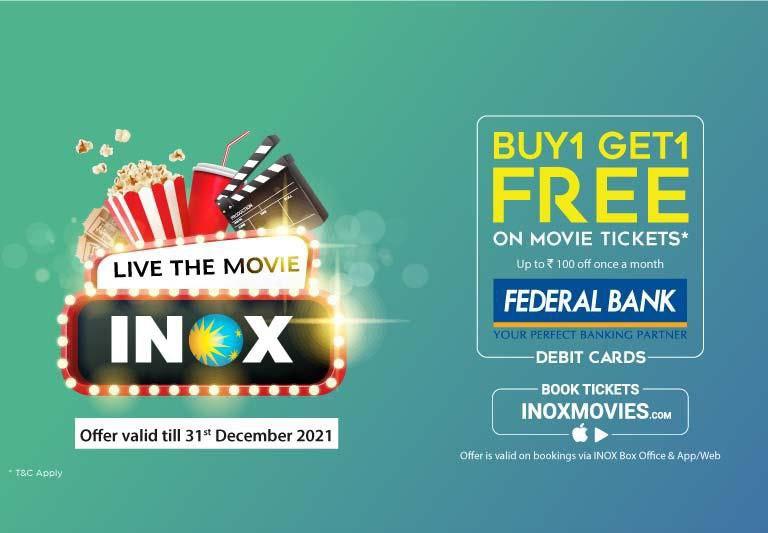 LIVE THE MOVIE
INOX
Offer valid till 31st December 2021
* T&C Apply
BUY1 GET1
FREE
ON MOVIE TICKETS*
Up to ₹ 100 off once a month
FEDERAL BANK
YOUR PERFECT BANKING PARTNER
DEBIT CARDS
BOOK TICKETS
INOXMOVIES.COM
Offer is valid on bookings via INOX Box Office & App/Web